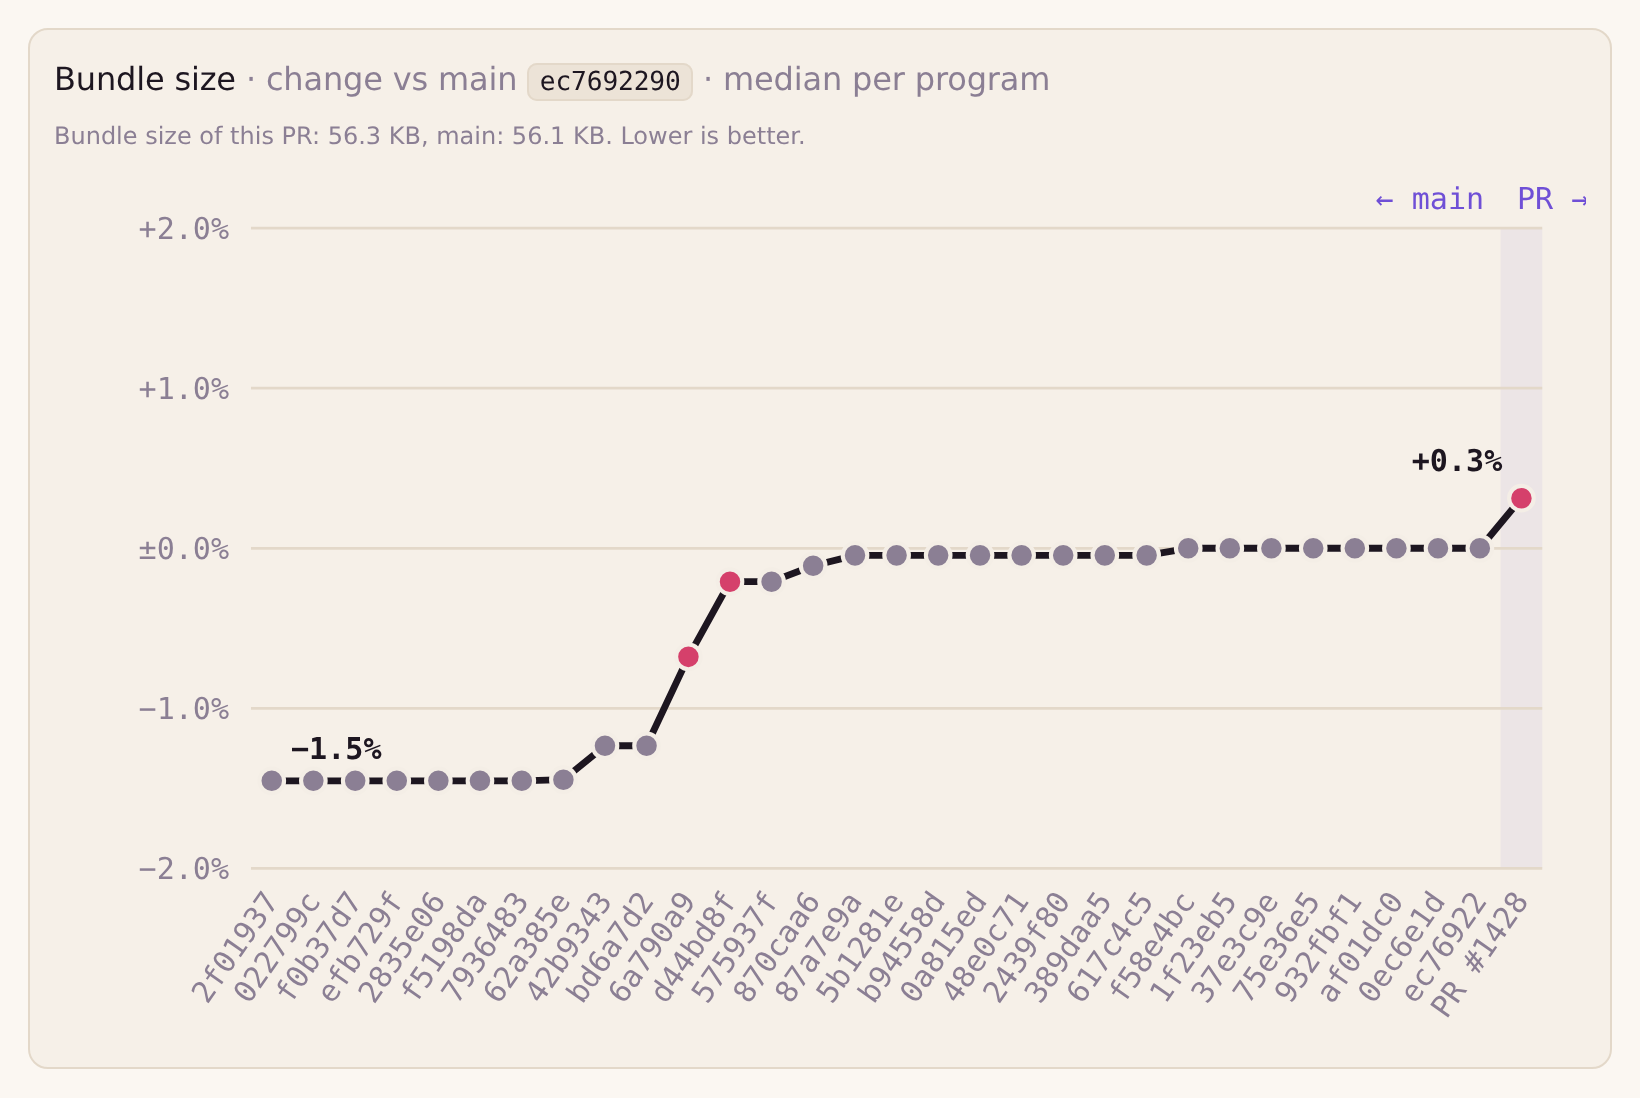 Bundle size · change vs main ec7692290 · median per program
Bundle size of this PR: 56.3 KB, main: 56.1 KB. Lower is better.
← main PR →
+2.0%
+1.0%
+0.3%
±0.0%
−1.0%
−1.5%
−2.0%
2f01937
022799c
f0b37d7
efb729f
2835e06
f5198da
7936483
62a385e
42b9343
bd6a7d2
6a790a9
d44bd8f
575937f
870caa6
87a7e9a
5b1281e
b94558d
0a815ed
48e0c71
2439f80
389daa5
617c4c5
f58e4bc
1f23eb5
37e3c9e
75e36e5
932fbf1
af01dc0
0ec6e1d
ec76922
PR #1428